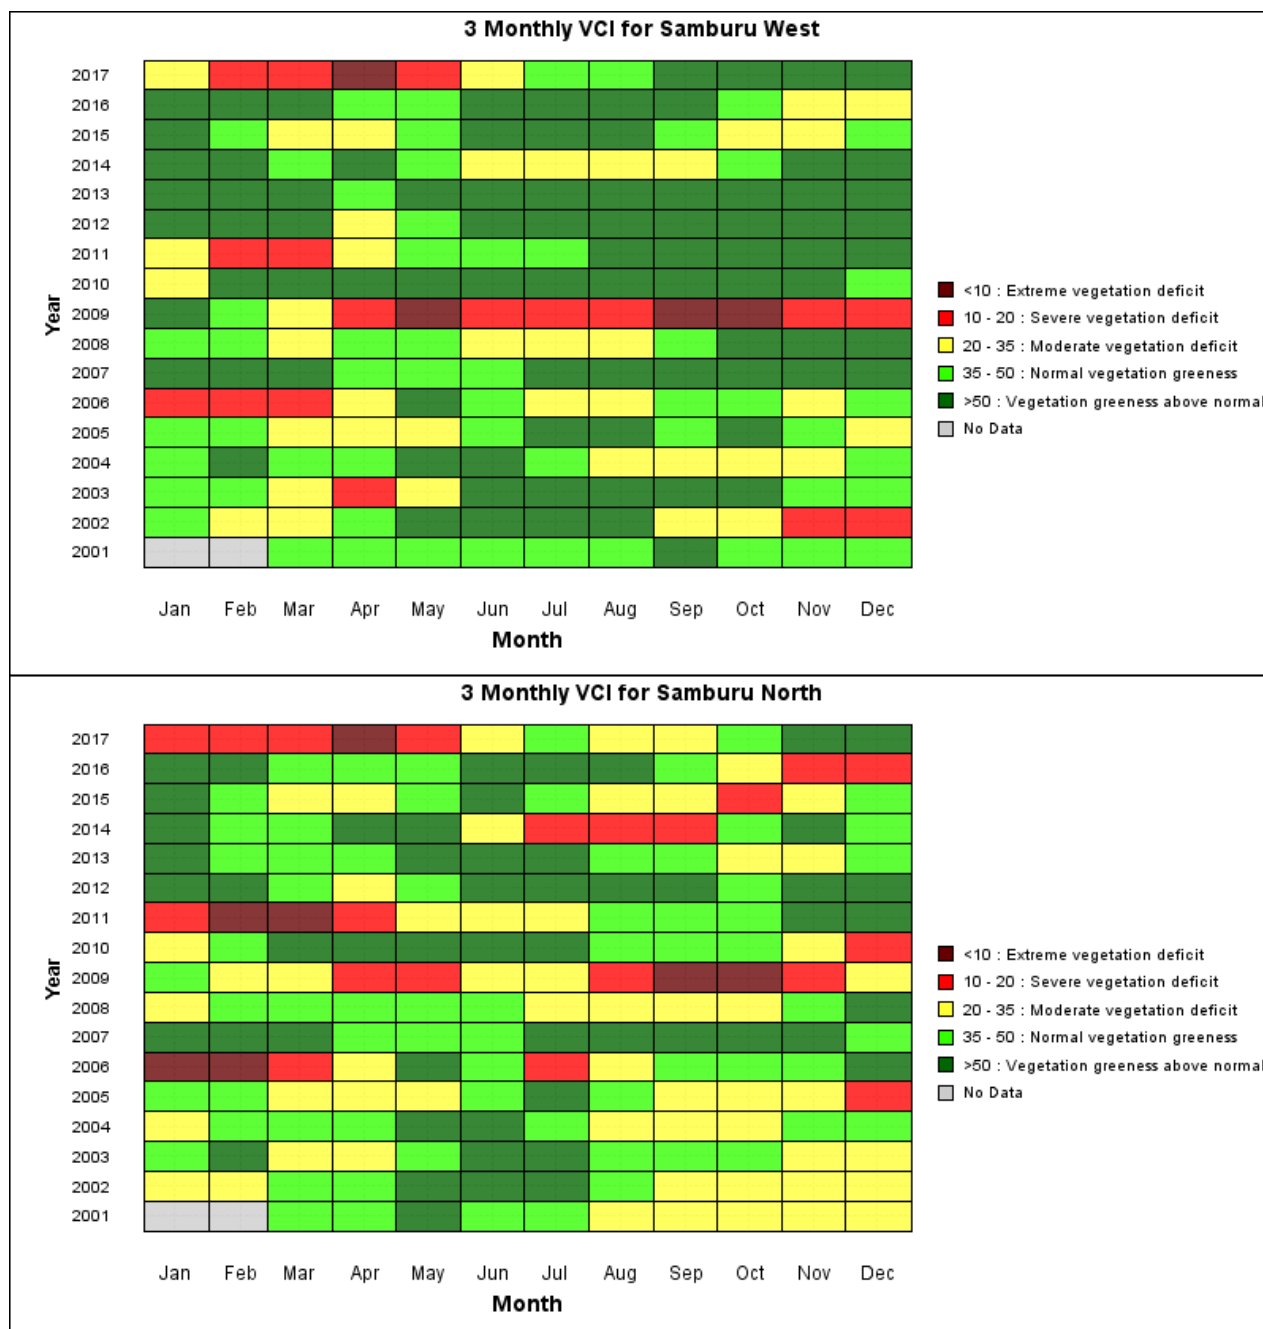 3 Monthly VCI for Samburu West
2017
2016
2015
2014
2013
2012
2011
2010
2009
2008
2007
2006
2005
2004
2003
2002
2001
Year
Jan Feb Mar Apr May Jun Jul Aug Sep Oct Nov Dec
Month
<10 : Extreme vegetation deficit
10 - 20 : Severe vegetation deficit
20 - 35 : Moderate vegetation deficit
35 - 50 : Normal vegetation greeness
>50 : Vegetation greeness above normal
No Data
3 Monthly VCI for Samburu North
2017
2016
2015
2014
2013
2012
2011
2010
2009
2008
2007
2006
2005
2004
2003
2002
2001
Year
Jan Feb Mar Apr May Jun Jul Aug Sep Oct Nov Dec
Month
<10 : Extreme vegetation deficit
10 - 20 : Severe vegetation deficit
20 - 35 : Moderate vegetation deficit
35 - 50 : Normal vegetation greeness
>50 : Vegetation greeness above normal
No Data